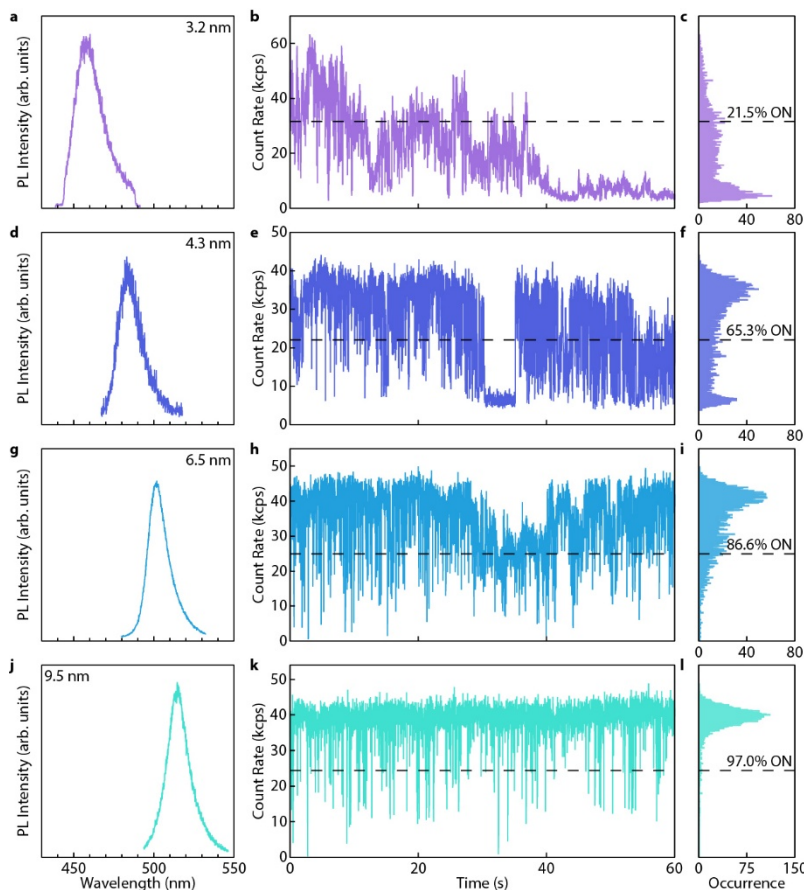 a
3.2 nm
PL Intensity (arb. units)
b
Count Rate (kcps)
60
40
20
0
c
21.5% ON
0 40 80
d
4.3 nm
PL Intensity (arb. units)
e
Count Rate (kcps)
50
40
30
20
10
0
f
65.3% ON
0 40 80
g
6.5 nm
PL Intensity (arb. units)
h
Count Rate (kcps)
50
40
30
20
10
0
i
86.6% ON
0 40 80
j
9.5 nm
PL Intensity (arb. units)
450 500 550
Wavelength (nm)
k
Count Rate (kcps)
50
40
30
20
10
0
0 20 40 60
Time (s)
l
97.0% ON
0 75 150
Occurrence